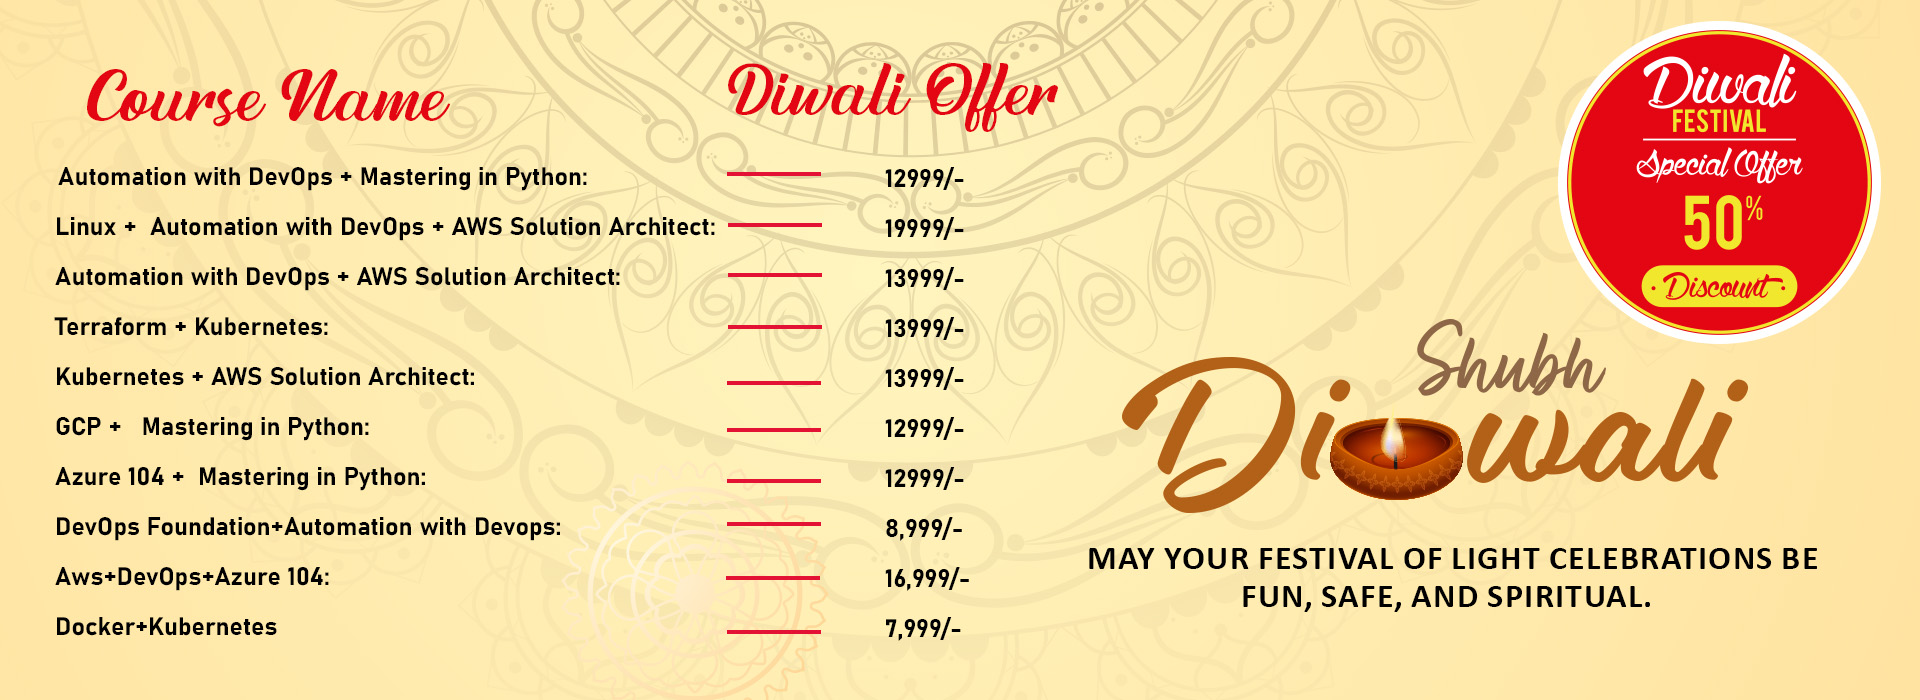 Course Name Diwali Offer
Automation with DevOps + Mastering in Python: 12999/-
Linux + Automation with DevOps + AWS Solution Architect: 19999/-
Automation with DevOps + AWS Solution Architect: 13999/-
Terraform + Kubernetes: 13999/-
Kubernetes + AWS Solution Architect: 13999/-
GCP + Mastering in Python: 12999/-
Azure 104 + Mastering in Python: 12999/-
DevOps Foundation+Automation with Devops: 8,999/-
Aws+DevOps+Azure 104: 16,999/-
Docker+Kubernetes 7,999/-
Diwali
FESTIVAL
Special Offer
50%
Discount
Shubh
Diwali
MAY YOUR FESTIVAL OF LIGHT CELEBRATIONS BE
FUN, SAFE, AND SPIRITUAL.